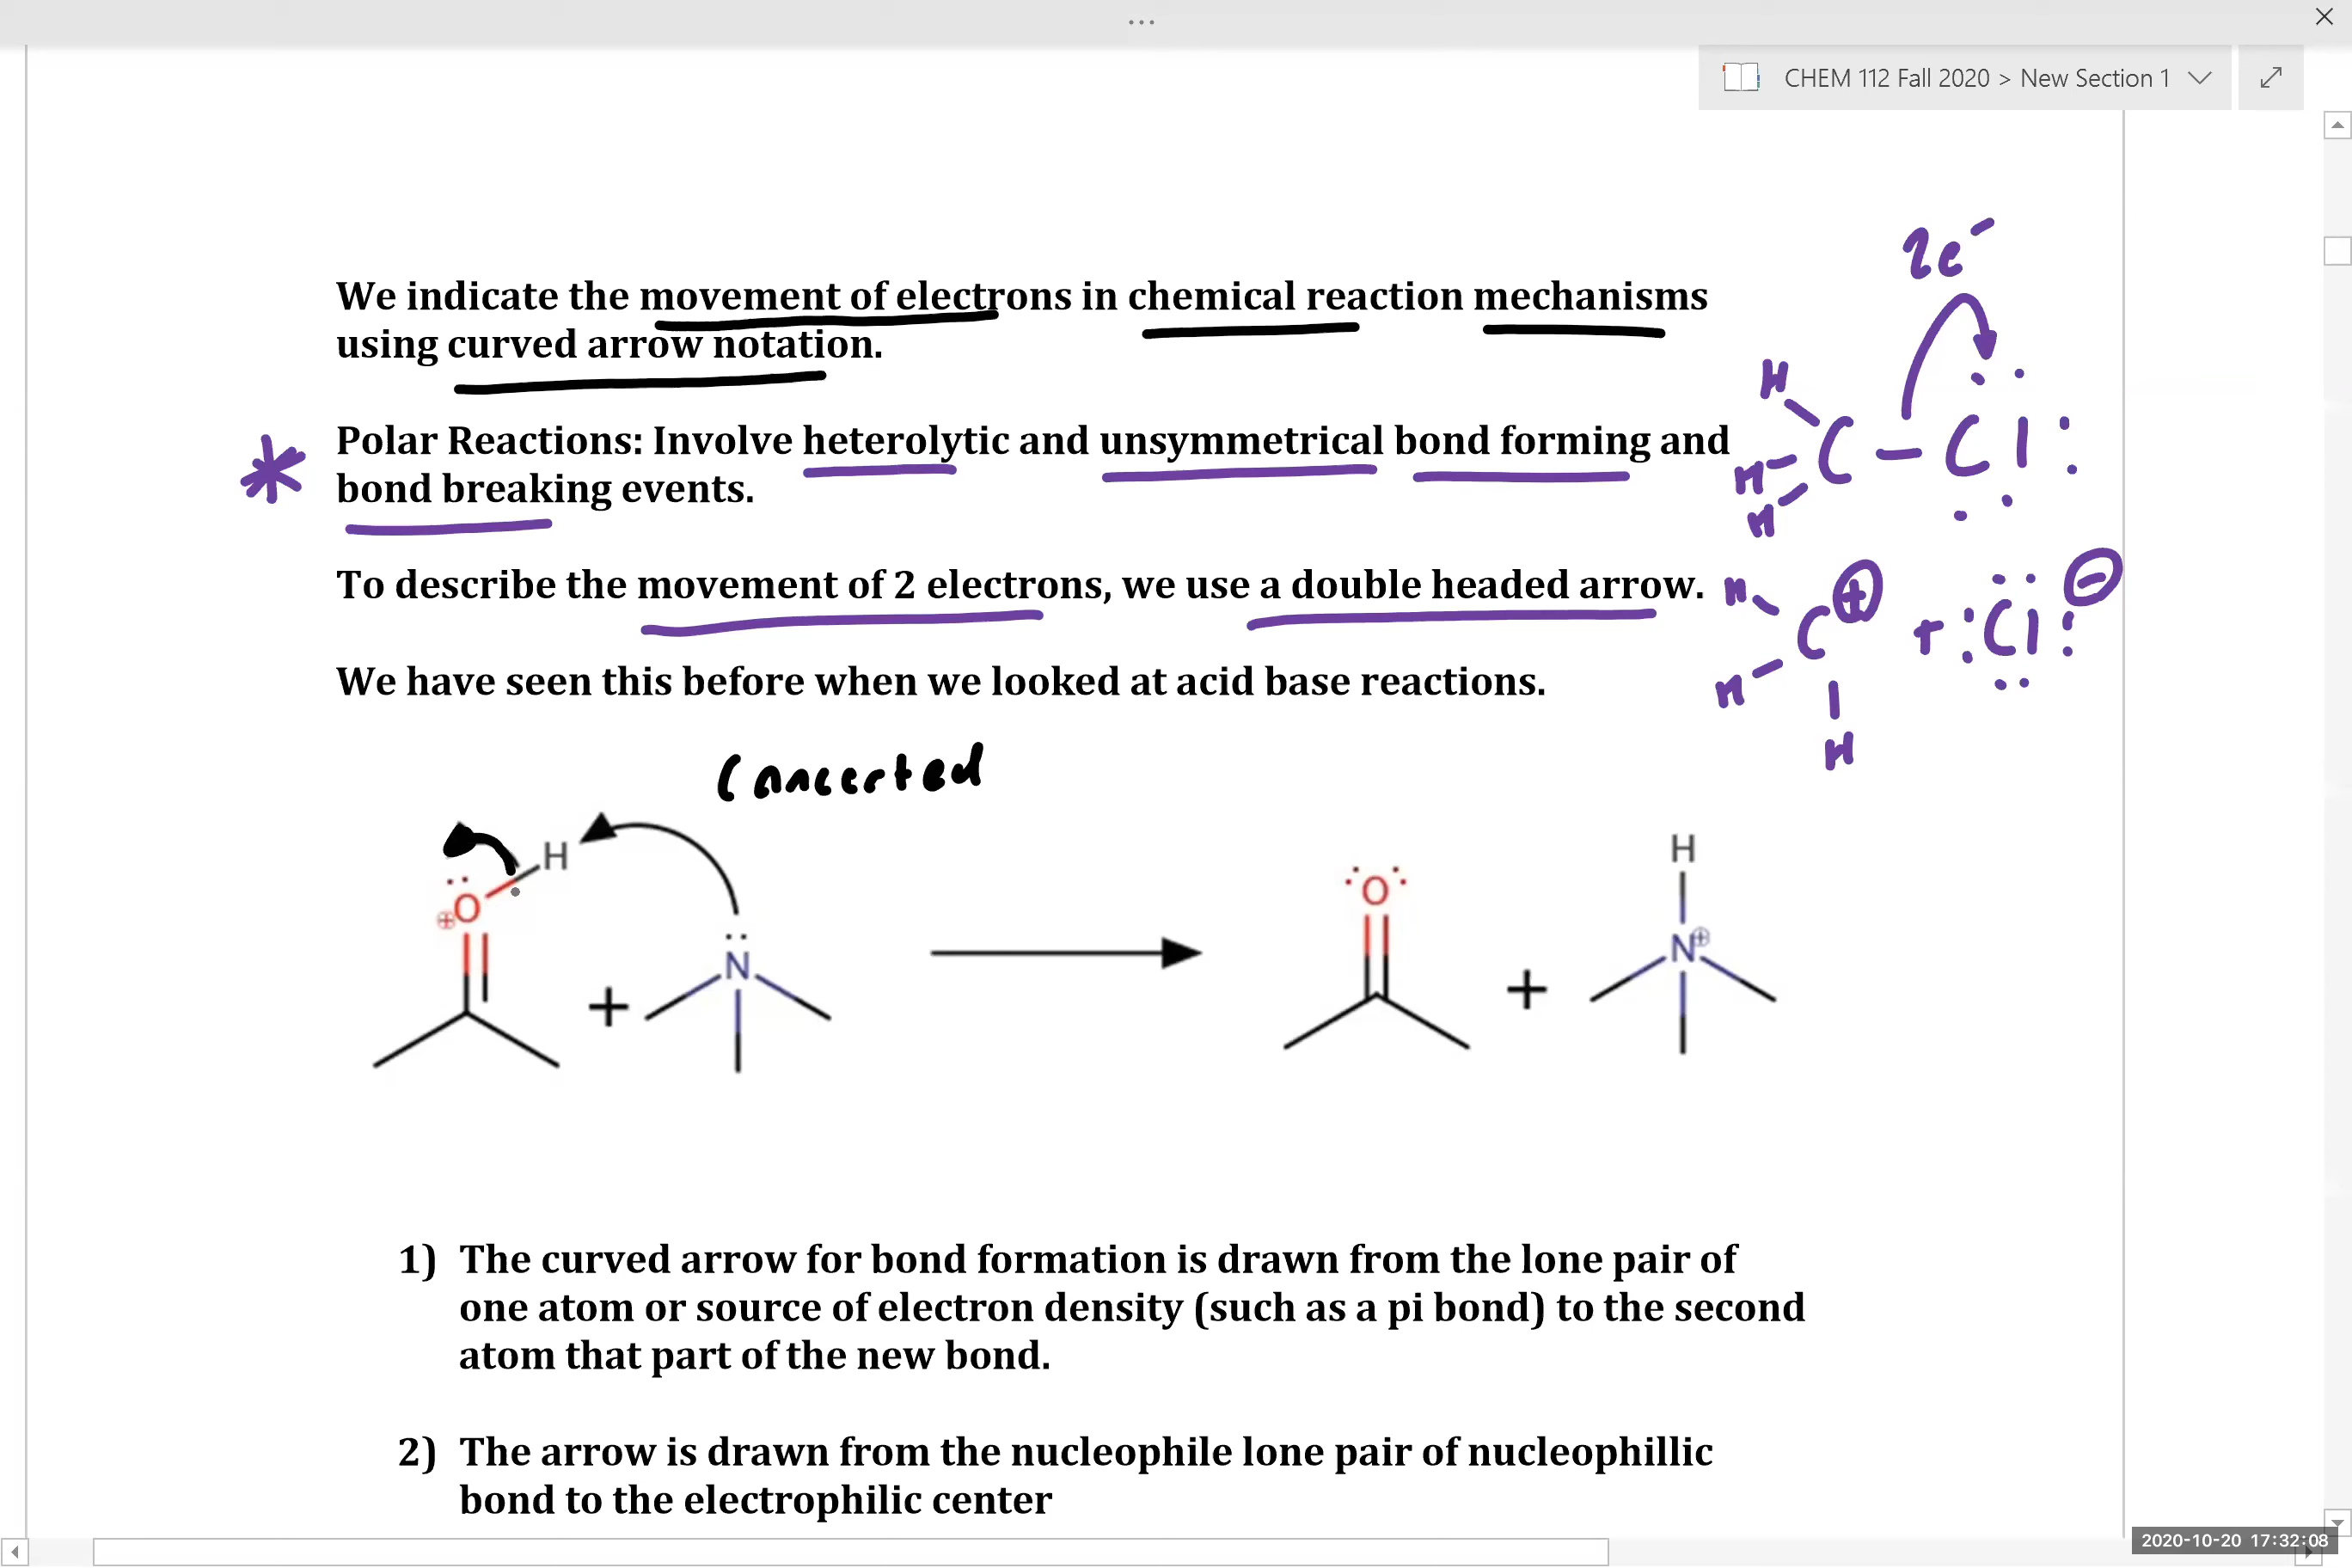 CHEM 112 Fall 2020 > New Section 1
2e-
We indicate the movement of electrons in chemical reaction mechanisms
using curved arrow notation.
Polar Reactions: Involve heterolytic and unsymmetrical bond forming and
bond breaking events.
H
H
H
C - Cl
To describe the movement of 2 electrons, we use a double headed arrow.
H
H
C ⊕ + Cl ⊖
H
We have seen this before when we looked at acid base reactions.
Concerted
H
⊕O
+
N
O
+
H
N⊕
1) The curved arrow for bond formation is drawn from the lone pair of
one atom or source of electron density (such as a pi bond) to the second
atom that part of the new bond.
2) The arrow is drawn from the nucleophile lone pair of nucleophillic
bond to the electrophilic center
2020-10-20 17:32:08